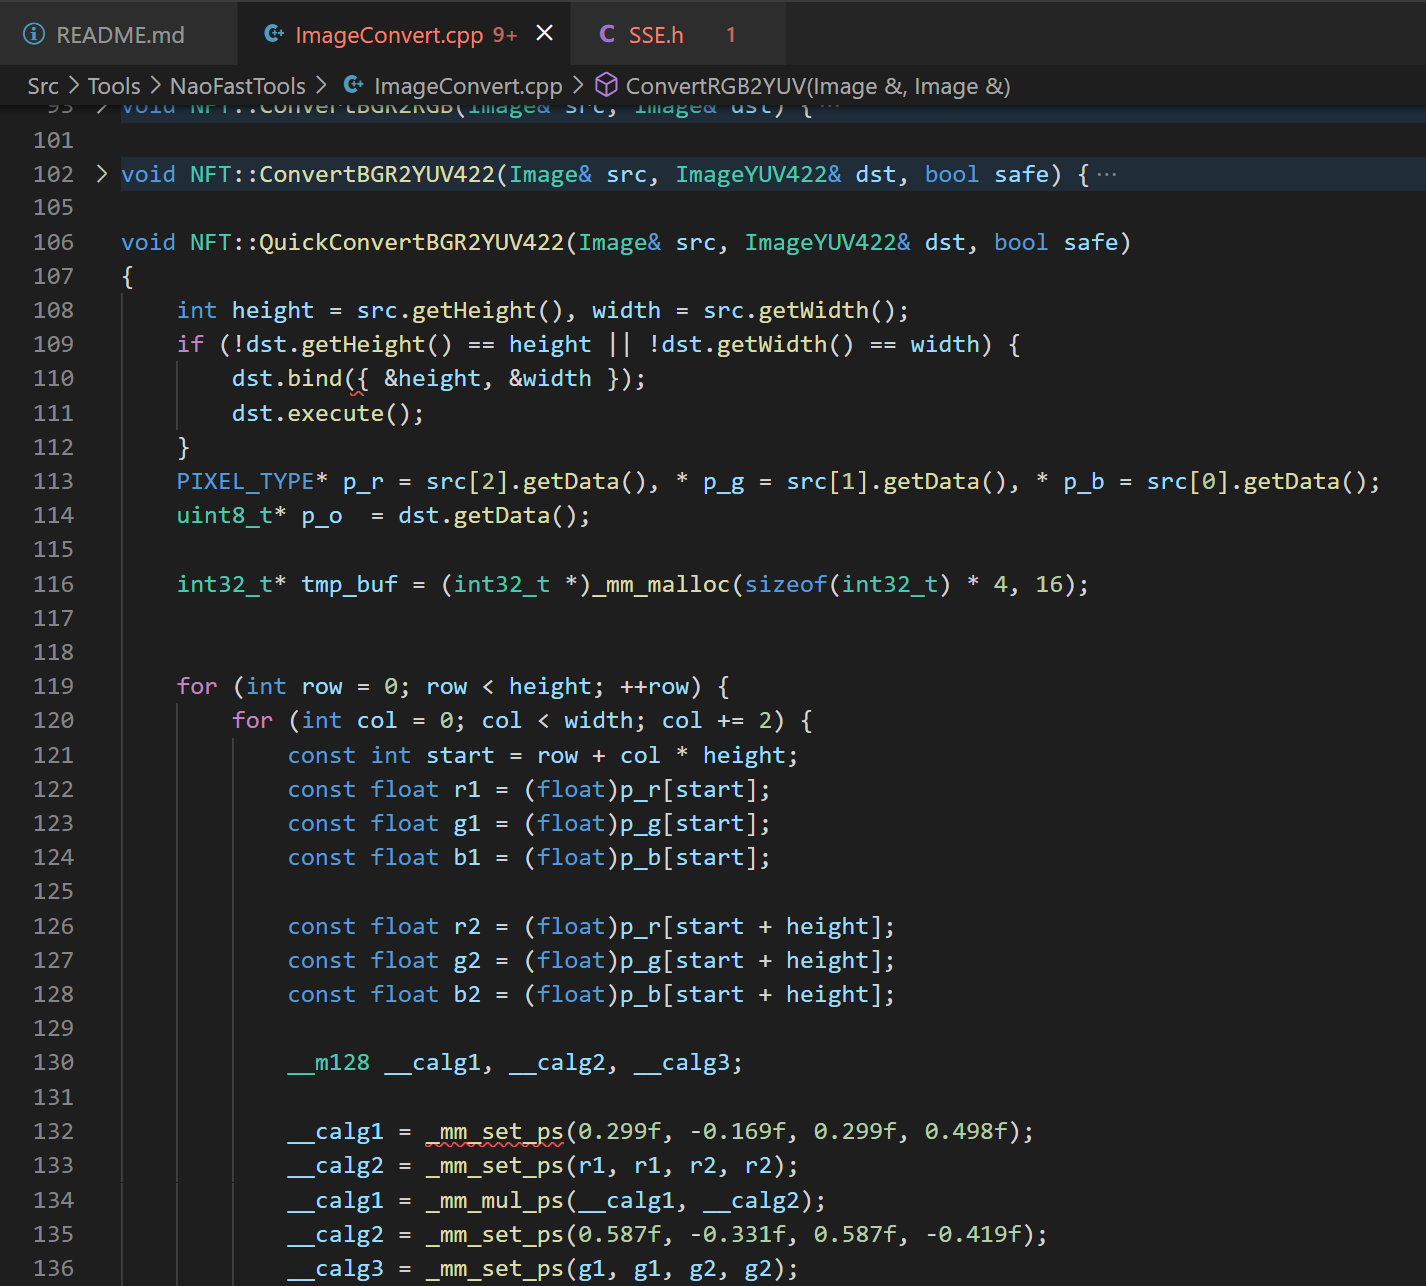 README.md ImageConvert.cpp 9+ SSE.h 1
Src > Tools > NaoFastTools > ImageConvert.cpp > ConvertRGB2YUV(Image &, Image &)
93 > void NFT::ConvertBGR2RGB(Image& src, Image& dst) {···
101
102 > void NFT::ConvertBGR2YUV422(Image& src, ImageYUV422& dst, bool safe) {···
105
106 void NFT::QuickConvertBGR2YUV422(Image& src, ImageYUV422& dst, bool safe)
107 {
108     int height = src.getHeight(), width = src.getWidth();
109     if (!dst.getHeight() == height || !dst.getWidth() == width) {
110         dst.bind({ &height, &width });
111         dst.execute();
112     }
113     PIXEL_TYPE* p_r = src[2].getData(), * p_g = src[1].getData(), * p_b = src[0].getData();
114     uint8_t* p_o  = dst.getData();
115
116     int32_t* tmp_buf = (int32_t *)_mm_malloc(sizeof(int32_t) * 4, 16);
117
118
119     for (int row = 0; row < height; ++row) {
120         for (int col = 0; col < width; col += 2) {
121             const int start = row + col * height;
122             const float r1 = (float)p_r[start];
123             const float g1 = (float)p_g[start];
124             const float b1 = (float)p_b[start];
125
126             const float r2 = (float)p_r[start + height];
127             const float g2 = (float)p_g[start + height];
128             const float b2 = (float)p_b[start + height];
129
130             __m128 __calg1, __calg2, __calg3;
131
132             __calg1 = _mm_set_ps(0.299f, -0.169f, 0.299f, 0.498f);
133             __calg2 = _mm_set_ps(r1, r1, r2, r2);
134             __calg1 = _mm_mul_ps(__calg1, __calg2);
135             __calg2 = _mm_set_ps(0.587f, -0.331f, 0.587f, -0.419f);
136             __calg3 = _mm_set_ps(g1, g1, g2, g2);